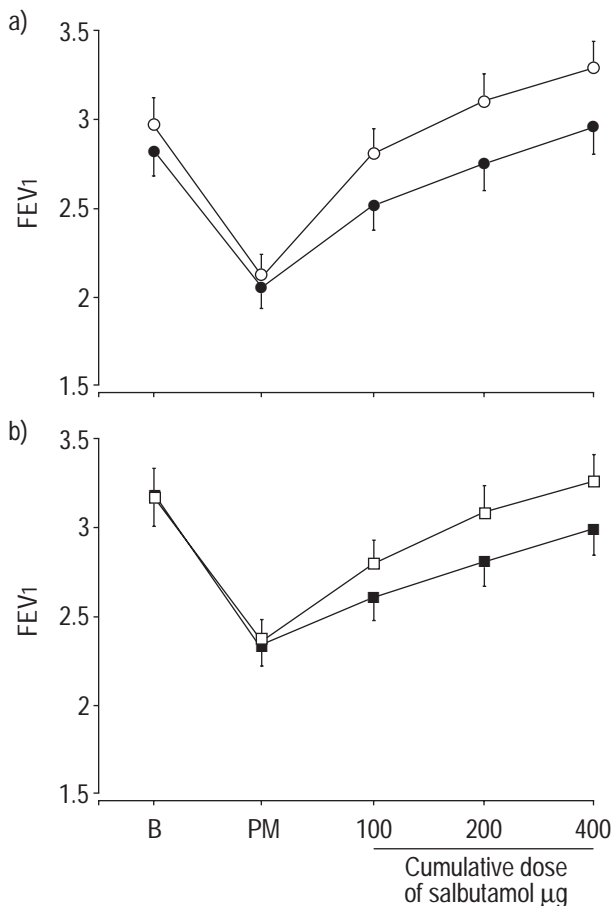 a)
3.5
3
2.5
2
1.5
FEV1
b)
3.5
3
2.5
2
1.5
FEV1
B PM 100 200 400
Cumulative dose
of salbutamol µg